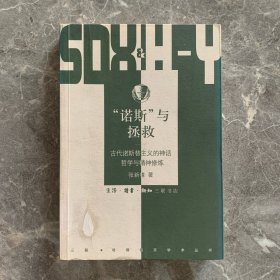 SDX & H-Y
“诺斯”与
拯救
古代诺斯替主义的神话
哲学与精神修炼
张新樟 著
生活·讀書·新知 三联书店